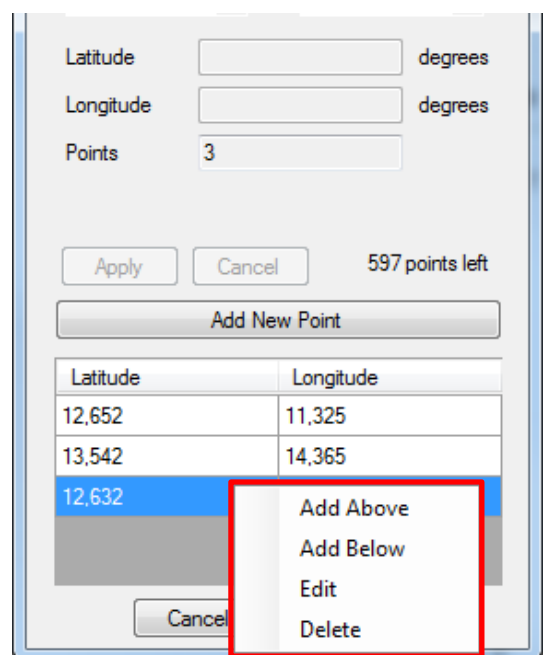 Latitude degrees
Longitude degrees
Points 3
Apply Cancel 597 points left
Add New Point
Latitude Longitude
12,652 11,325
13,542 14,365
12,632
Add Above
Add Below
Edit
Cancel Delete